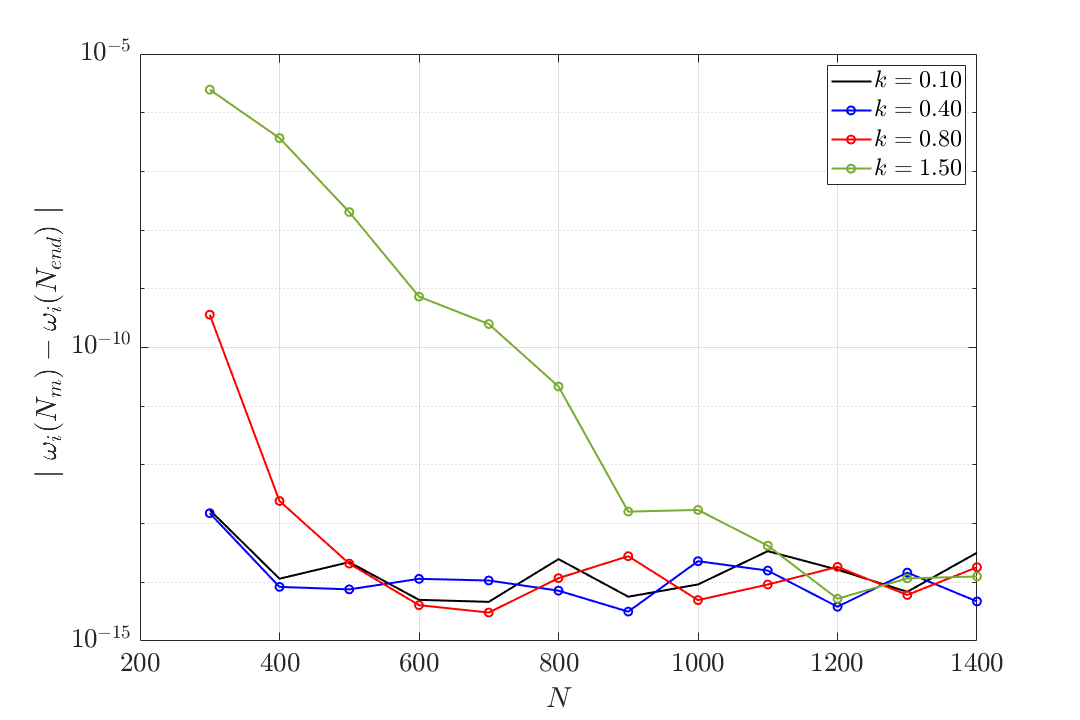 10^{-5}
10^{-10}
10^{-15}
| ω_i(N_m) − ω_i(N_{end}) |
k = 0.10
k = 0.40
k = 0.80
k = 1.50
200 400 600 800 1000 1200 1400
N